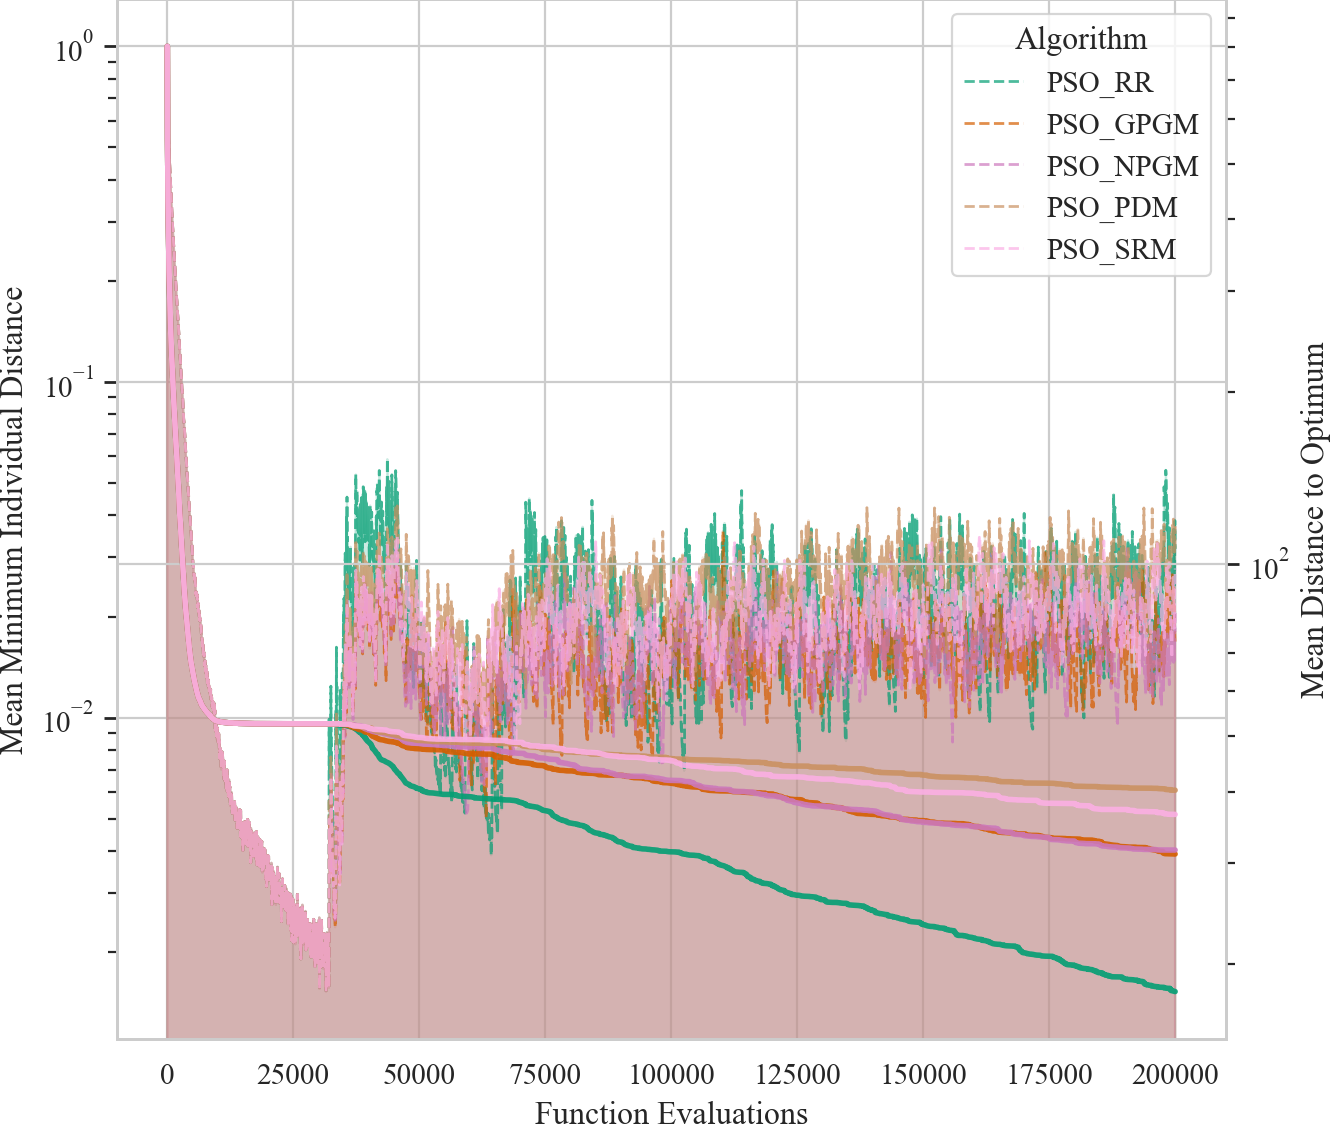 Algorithm
PSO_RR
PSO_GPGM
PSO_NPGM
PSO_PDM
PSO_SRM
10^0
10^−1
10^−2
Mean Minimum Individual Distance
10^2
Mean Distance to Optimum
0 25000 50000 75000 100000 125000 150000 175000 200000
Function Evaluations